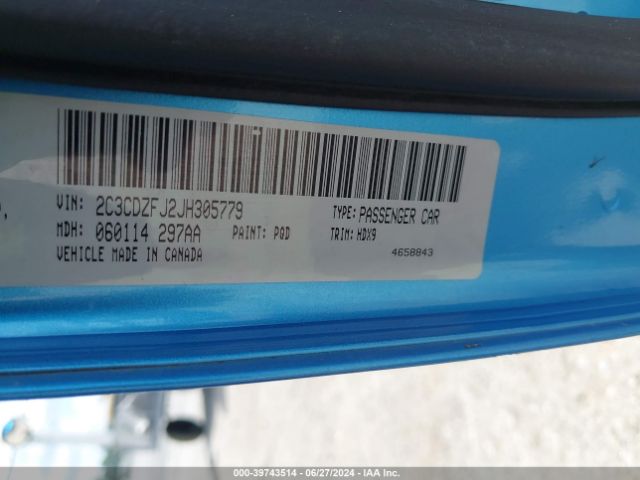 VIN: 2C3CDZFJ2JH305779 TYPE: PASSENGER CAR
MDH: 060114 297AA PAINT: PQD TRIM: HDX9
VEHICLE MADE IN CANADA 4658843
000-39743514 - 06/27/2024 - IAA Inc.